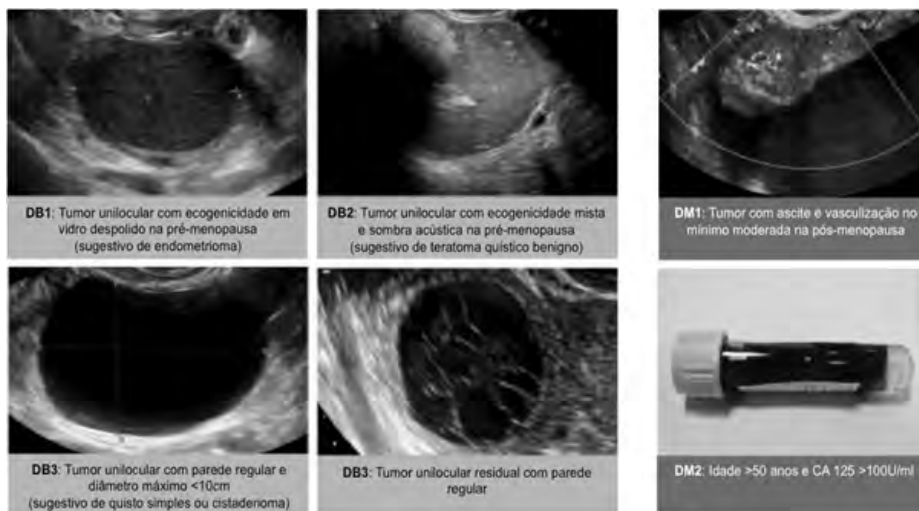 DB1: Tumor unilocular com ecogenicidade em
vidro despolido na pré-menopausa
(sugestivo de endometrioma)
DB2: Tumor unilocular com ecogenicidade mista
e sombra acústica na pré-menopausa
(sugestivo de teratoma quístico benigno)
DM1: Tumor com ascite e vasculização no
mínimo moderada na pós-menopausa
DB3: Tumor unilocular com parede regular e
diâmetro máximo <10cm
(sugestivo de quisto simples ou cistadenoma)
DB3: Tumor unilocular residual com parede
regular
DM2: Idade >50 anos e CA 125 >100U/ml